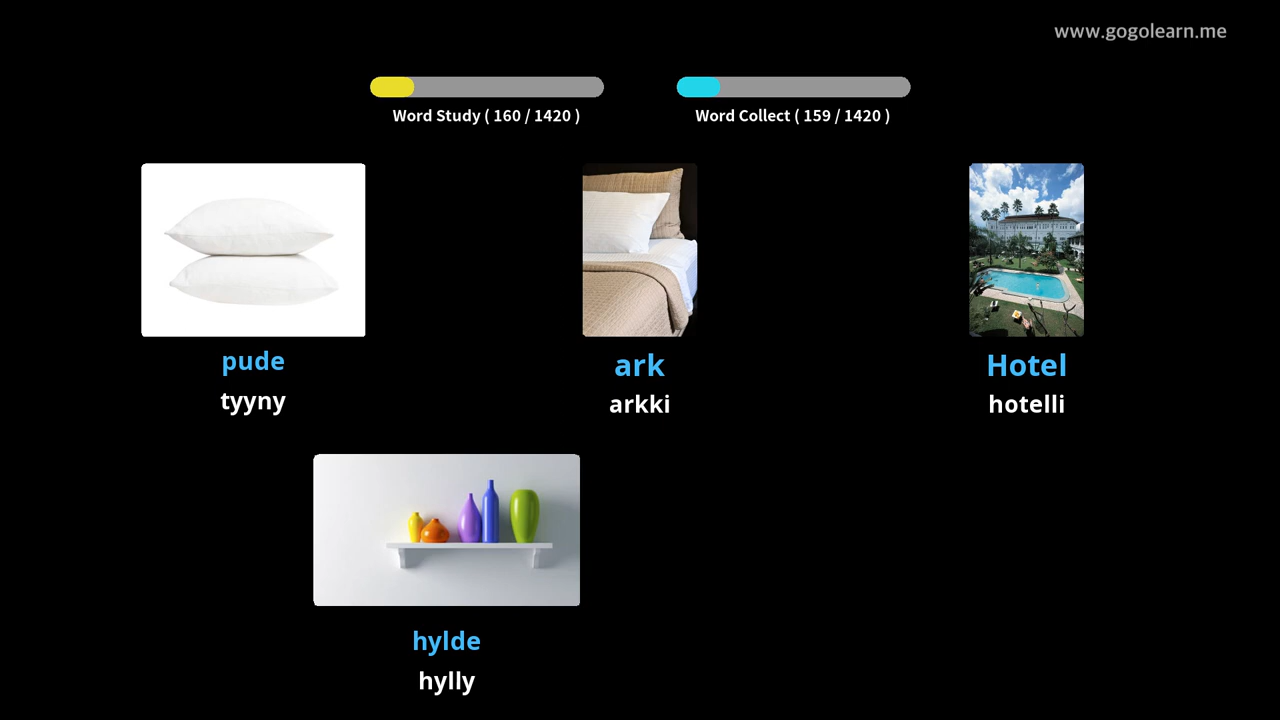 www.gogolearn.me
Word Study ( 160 / 1420 )
Word Collect ( 159 / 1420 )
pude
tyyny
ark
arkki
Hotel
hotelli
hylde
hylly